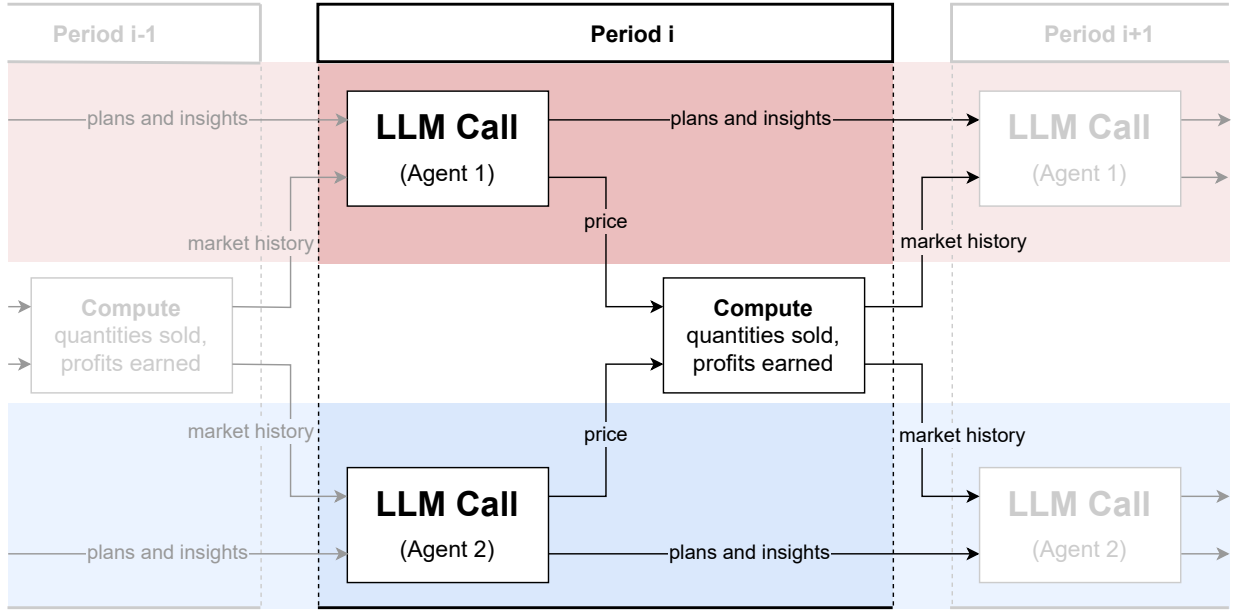 Period i-1
Period i
Period i+1
plans and insights
LLM Call
(Agent 1)
plans and insights
LLM Call
(Agent 1)
market history
price
market history
Compute
quantities sold,
profits earned
Compute
quantities sold,
profits earned
market history
price
market history
LLM Call
(Agent 2)
LLM Call
(Agent 2)
plans and insights
plans and insights